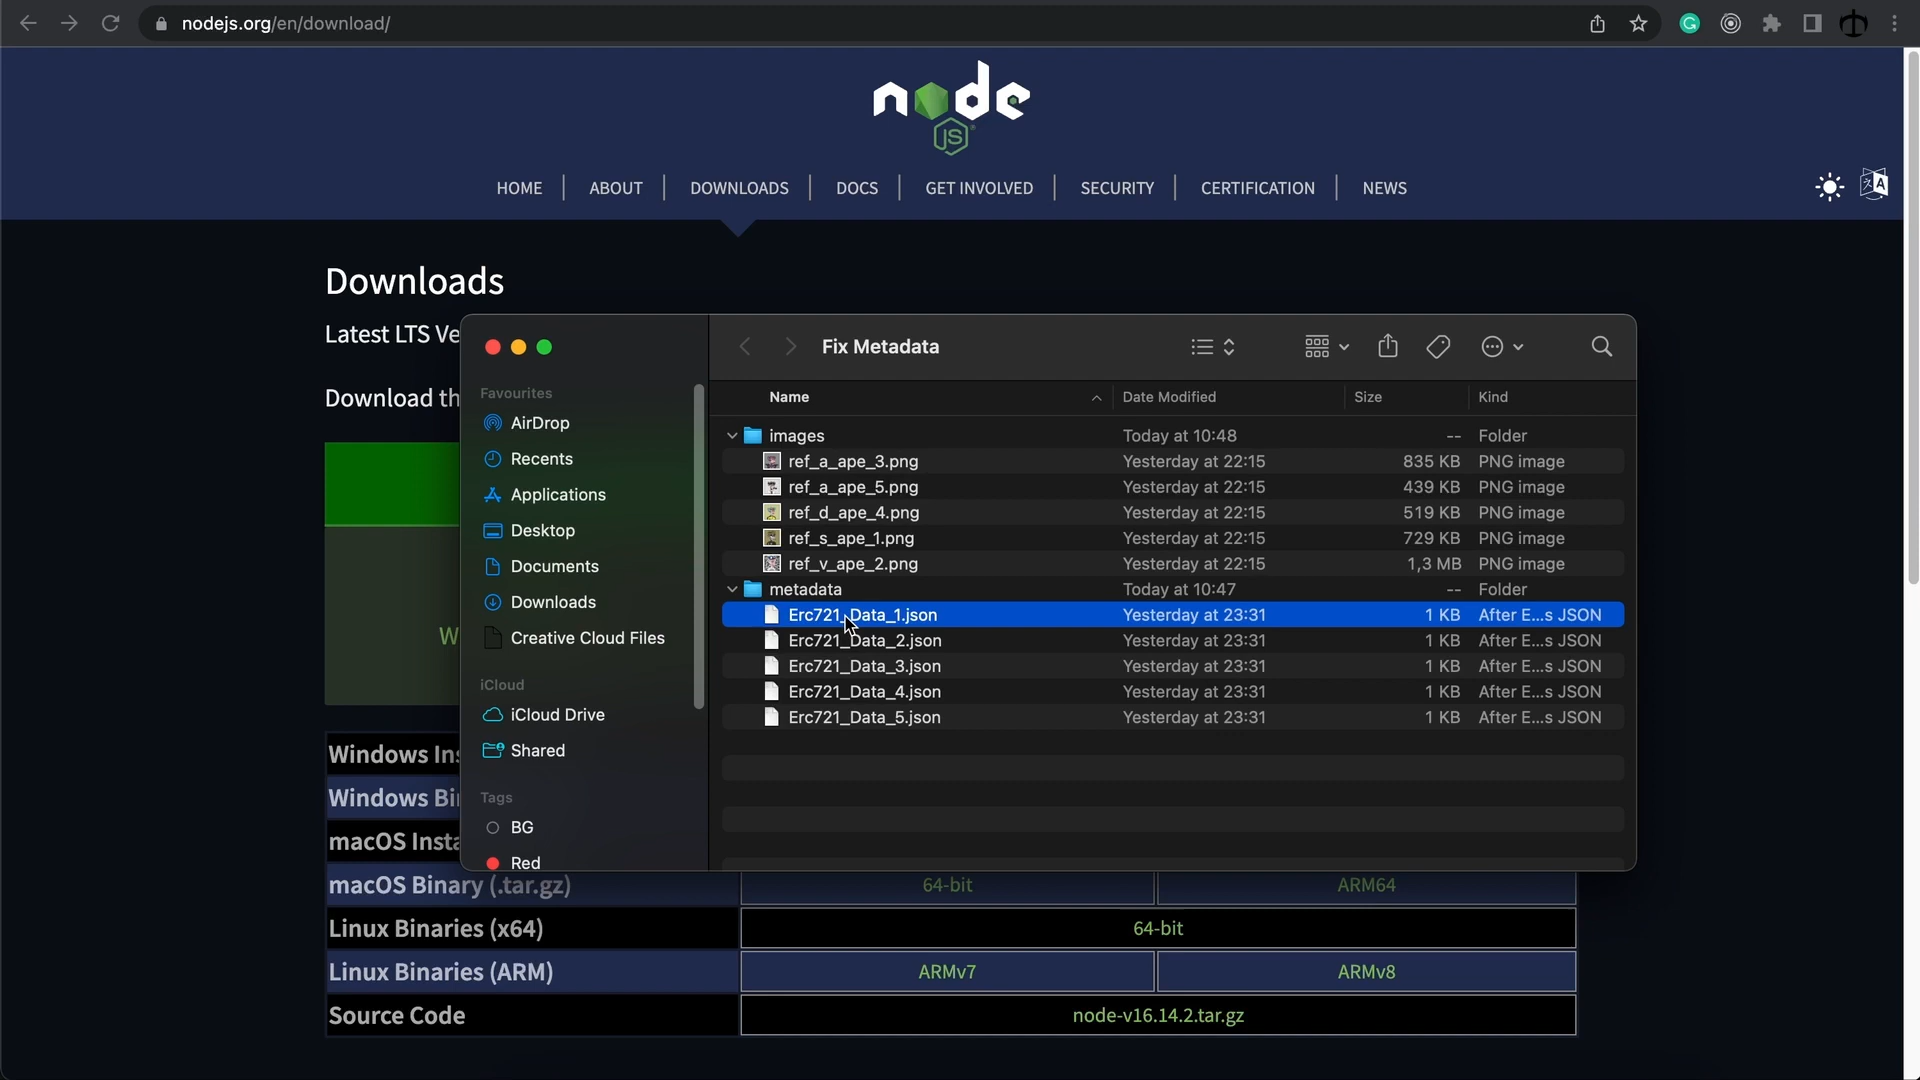 nodejs.org/en/download/
node
JS
HOME
ABOUT
DOWNLOADS
DOCS
GET INVOLVED
SECURITY
CERTIFICATION
NEWS
Downloads
Latest LTS Ve
Download th
W
Fix Metadata
Favourites
AirDrop
Recents
Applications
Desktop
Documents
Downloads
Creative Cloud Files
iCloud
iCloud Drive
Shared
Tags
BG
Red
Name Date Modified Size Kind
images Today at 10:48 -- Folder
ref_a_ape_3.png Yesterday at 22:15 835 KB PNG image
ref_a_ape_5.png Yesterday at 22:15 439 KB PNG image
ref_d_ape_4.png Yesterday at 22:15 519 KB PNG image
ref_s_ape_1.png Yesterday at 22:15 729 KB PNG image
ref_v_ape_2.png Yesterday at 22:15 1,3 MB PNG image
metadata Today at 10:47 -- Folder
Erc721_Data_1.json Yesterday at 23:31 1 KB After E...s JSON
Erc721_Data_2.json Yesterday at 23:31 1 KB After E...s JSON
Erc721_Data_3.json Yesterday at 23:31 1 KB After E...s JSON
Erc721_Data_4.json Yesterday at 23:31 1 KB After E...s JSON
Erc721_Data_5.json Yesterday at 23:31 1 KB After E...s JSON
Windows Ins
Windows Bi
macOS Insta
macOS Binary (.tar.gz) 64-bit ARM64
Linux Binaries (x64) 64-bit
Linux Binaries (ARM) ARMv7 ARMv8
Source Code node-v16.14.2.tar.gz